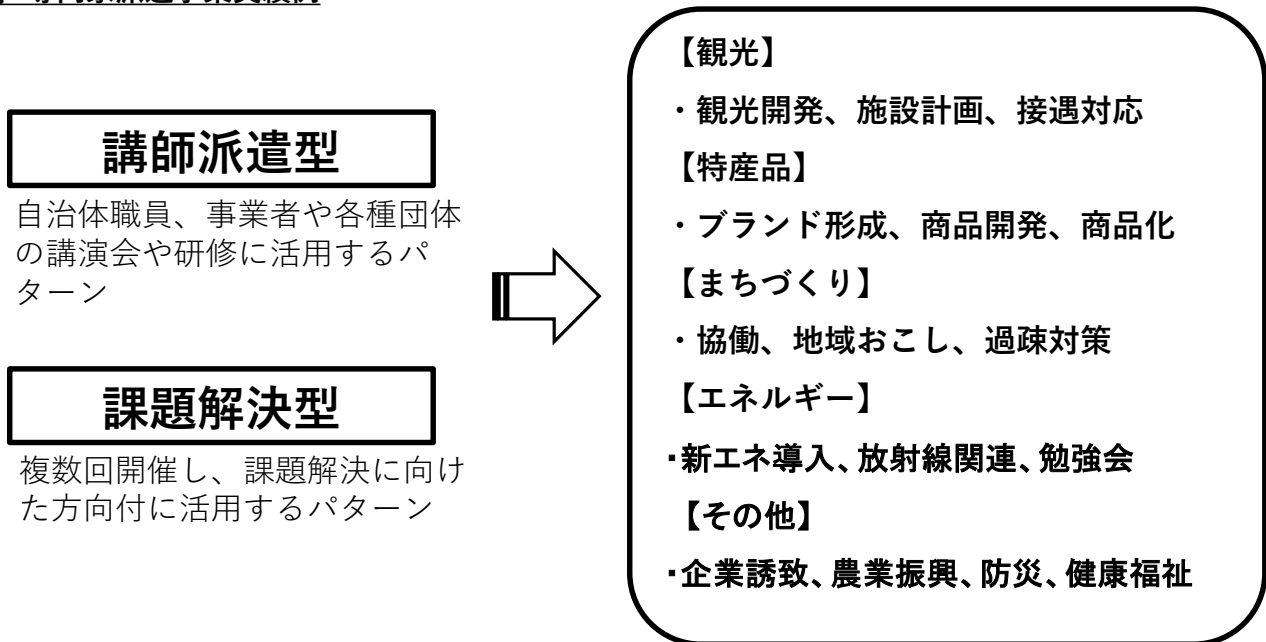 講師派遣型
自治体職員、事業者や各種団体
の講演会や研修に活用するパ
ターン
課題解決型
複数回開催し、課題解決に向け
た方向付に活用するパターン
【観光】
・観光開発、施設計画、接遇対応
【特産品】
・ブランド形成、商品開発、商品化
【まちづくり】
・協働、地域おこし、過疎対策
【エネルギー】
・新エネ導入、放射線関連、勉強会
【その他】
・企業誘致、農業振興、防災、健康福祉